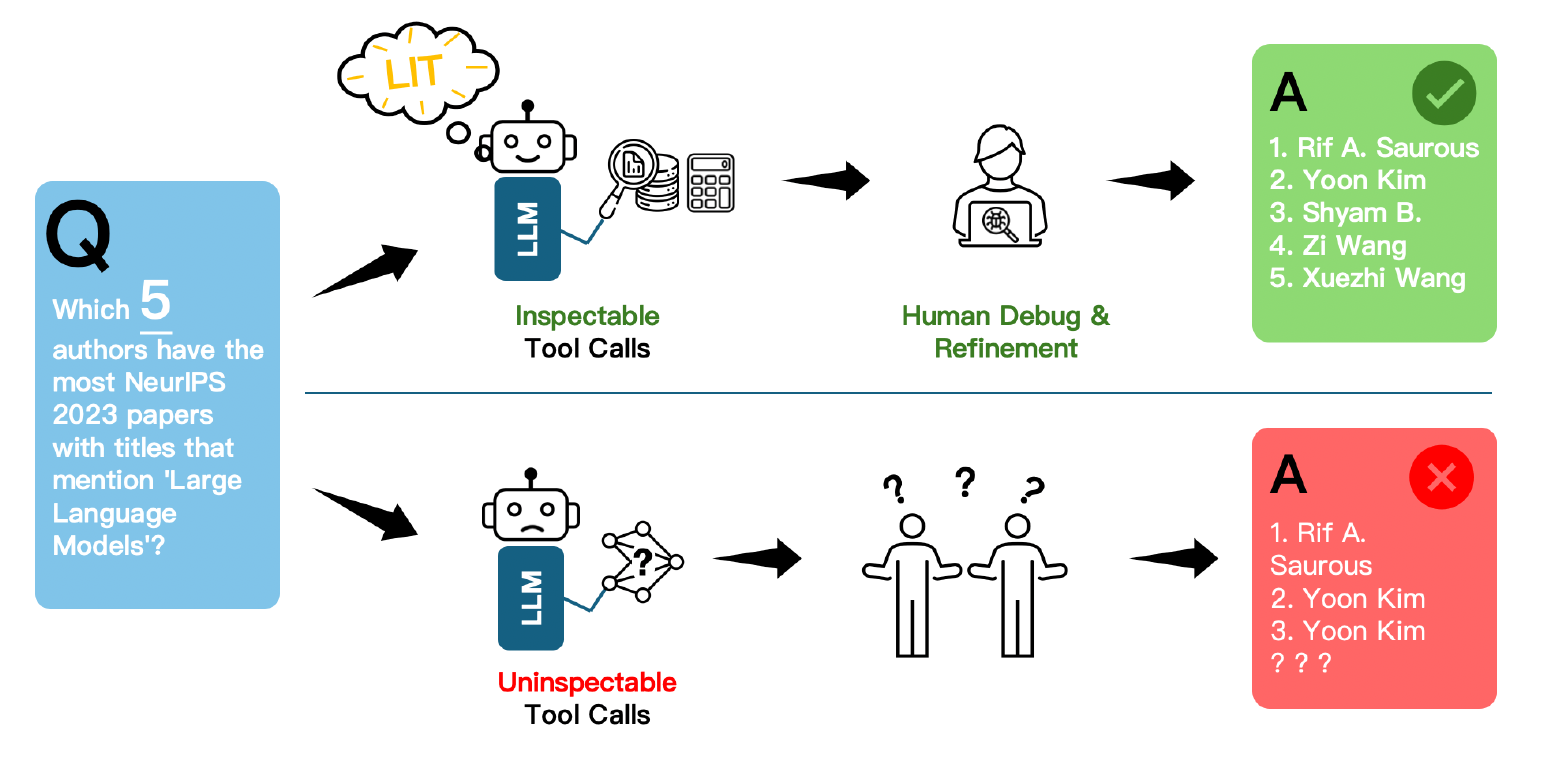 Q
Which 5
authors have the
most NeurIPS
2023 papers
with titles that
mention 'Large
Language
Models'?
LIT
LLM
Inspectable
Tool Calls
Human Debug &
Refinement
A
1. Rif A. Saurous
2. Yoon Kim
3. Shyam B.
4. Zi Wang
5. Xuezhi Wang
LLM
?
Uninspectable
Tool Calls
? ? ?
A
1. Rif A.
Saurous
2. Yoon Kim
3. Yoon Kim
? ? ?